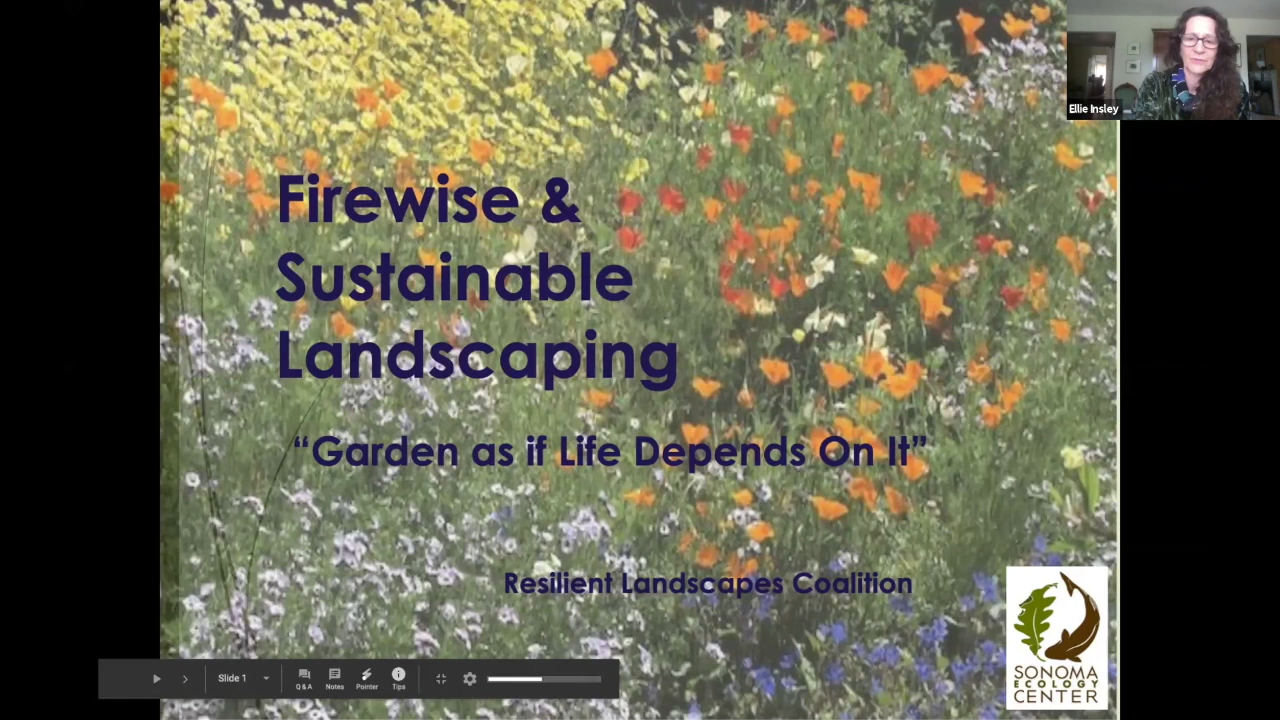 Ellie Insley
Firewise &
Sustainable
Landscaping
“Garden as if Life Depends On It”
Resilient Landscapes Coalition
SONOMA
ECOLOGY
CENTER
Slide 1
Q & A
Notes
Pointer
Tips